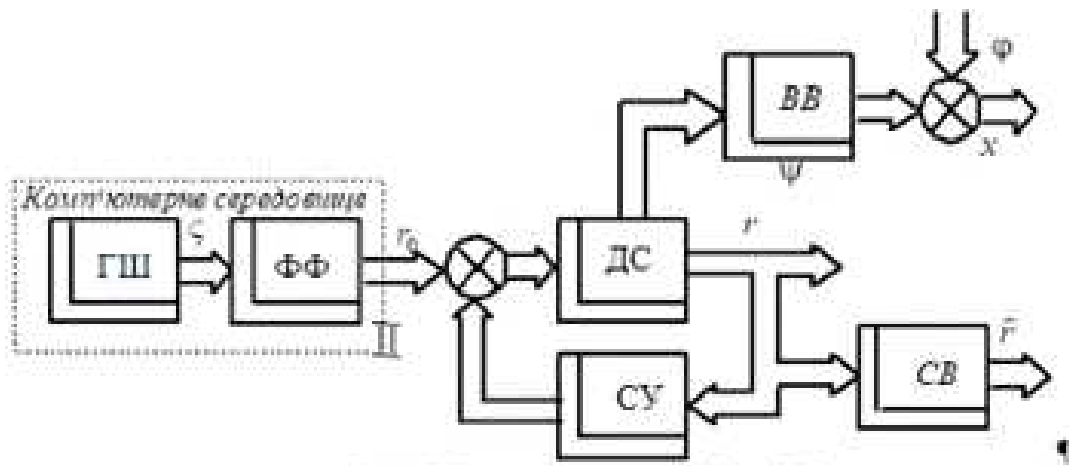 φ
ВВ
x
ψ
Комп'ютерне середовище
ГШ
ς
ФФ
r₀
ДС
r
СУ
СВ
r̄
¶